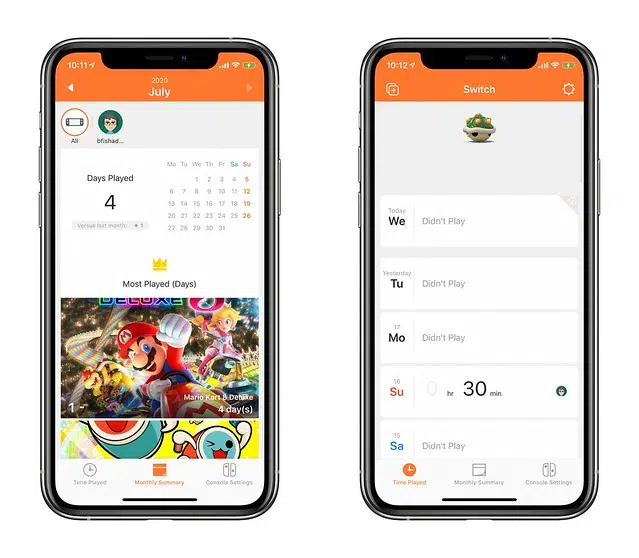 10:11
2020
July
All
bfishad...
Days Played
4
Versus last month: + 1
Mo Tu We Th Fr Sa Su
1 2 3 4 5
6 7 8 9 10 11 12
13 14 15 16 17 18 19
20 21 22 23 24 25 26
27 28 29 30 31
Most Played (Days)
DELUXE 8
Mario Kart 8 Deluxe
1 -
4 day(s)
Time Played
Monthly Summary
Console Settings
10:12
Switch
Today
We
Didn't Play
Yesterday
Tu
Didn't Play
17
Mo
Didn't Play
16
Su
0 hr 30 min
15
Sa
Didn't Play
Time Played
Monthly Summary
Console Settings